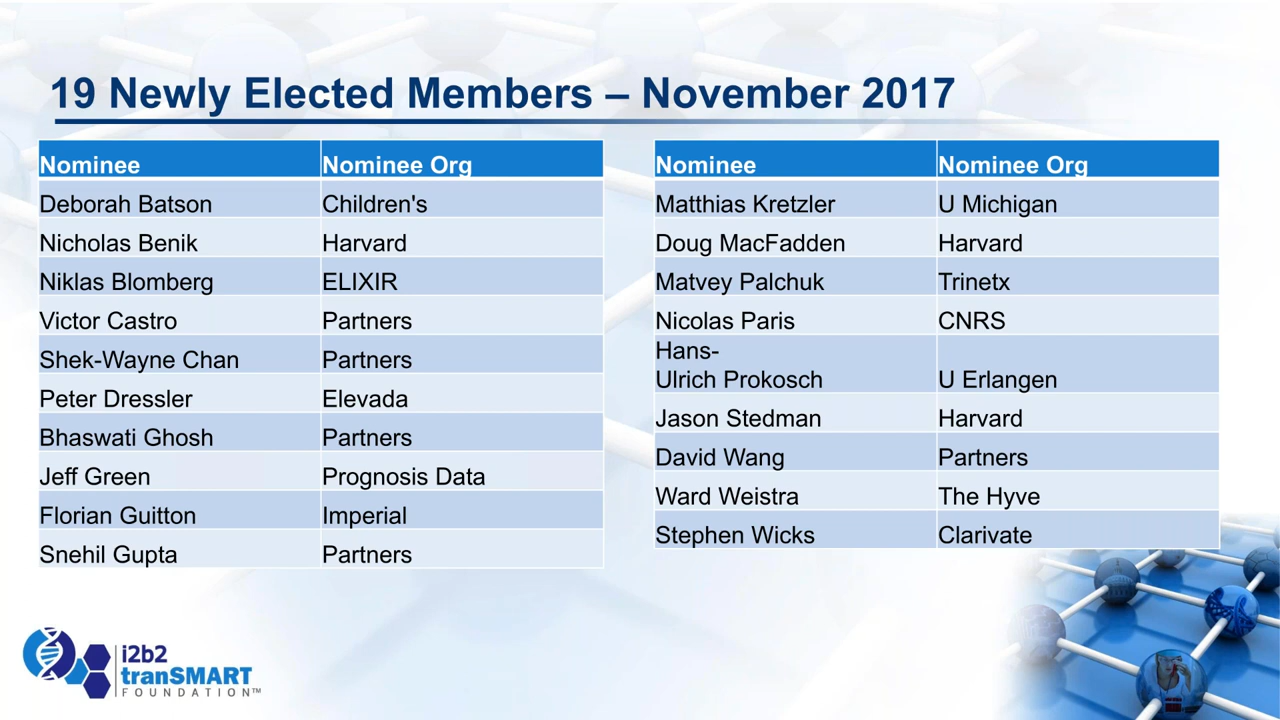 19 Newly Elected Members – November 2017
Nominee Nominee Org
Deborah Batson Children's
Nicholas Benik Harvard
Niklas Blomberg ELIXIR
Victor Castro Partners
Shek-Wayne Chan Partners
Peter Dressler Elevada
Bhaswati Ghosh Partners
Jeff Green Prognosis Data
Florian Guitton Imperial
Snehil Gupta Partners
Nominee Nominee Org
Matthias Kretzler U Michigan
Doug MacFadden Harvard
Matvey Palchuk Trinetx
Nicolas Paris CNRS
Hans-
Ulrich Prokosch U Erlangen
Jason Stedman Harvard
David Wang Partners
Ward Weistra The Hyve
Stephen Wicks Clarivate
i2b2
tranSMART
FOUNDATION™